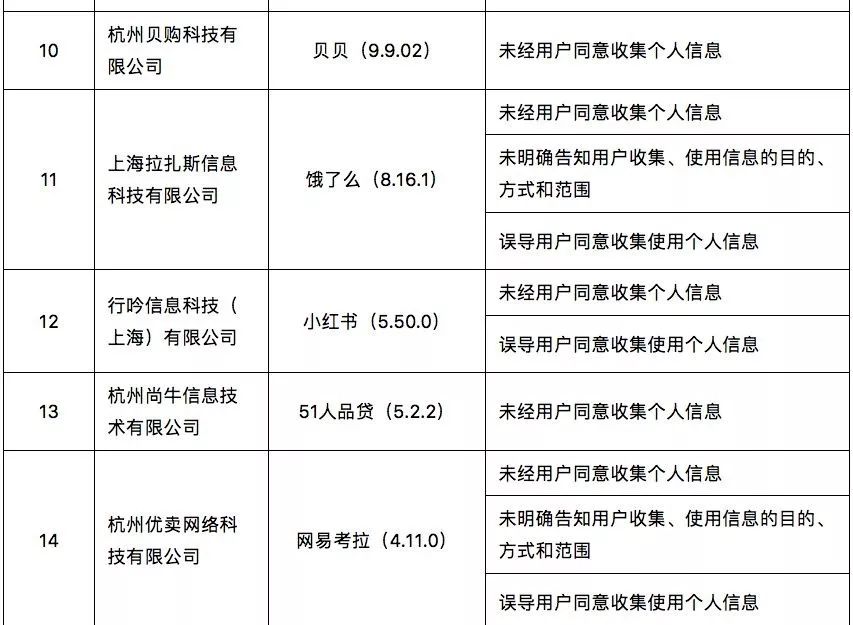 10
杭州贝购科技有
限公司
贝贝（9.9.02）
未经用户同意收集个人信息
11
上海拉扎斯信息
科技有限公司
饿了么（8.16.1）
未经用户同意收集个人信息
未明确告知用户收集、使用信息的目的、
方式和范围
误导用户同意收集使用个人信息
12
行吟信息科技（
上海）有限公司
小红书（5.50.0）
未经用户同意收集个人信息
误导用户同意收集使用个人信息
13
杭州尚牛信息技
术有限公司
51人品贷（5.2.2）
未经用户同意收集个人信息
14
杭州优卖网络科
技有限公司
网易考拉（4.11.0）
未经用户同意收集个人信息
未明确告知用户收集、使用信息的目的、
方式和范围
误导用户同意收集使用个人信息